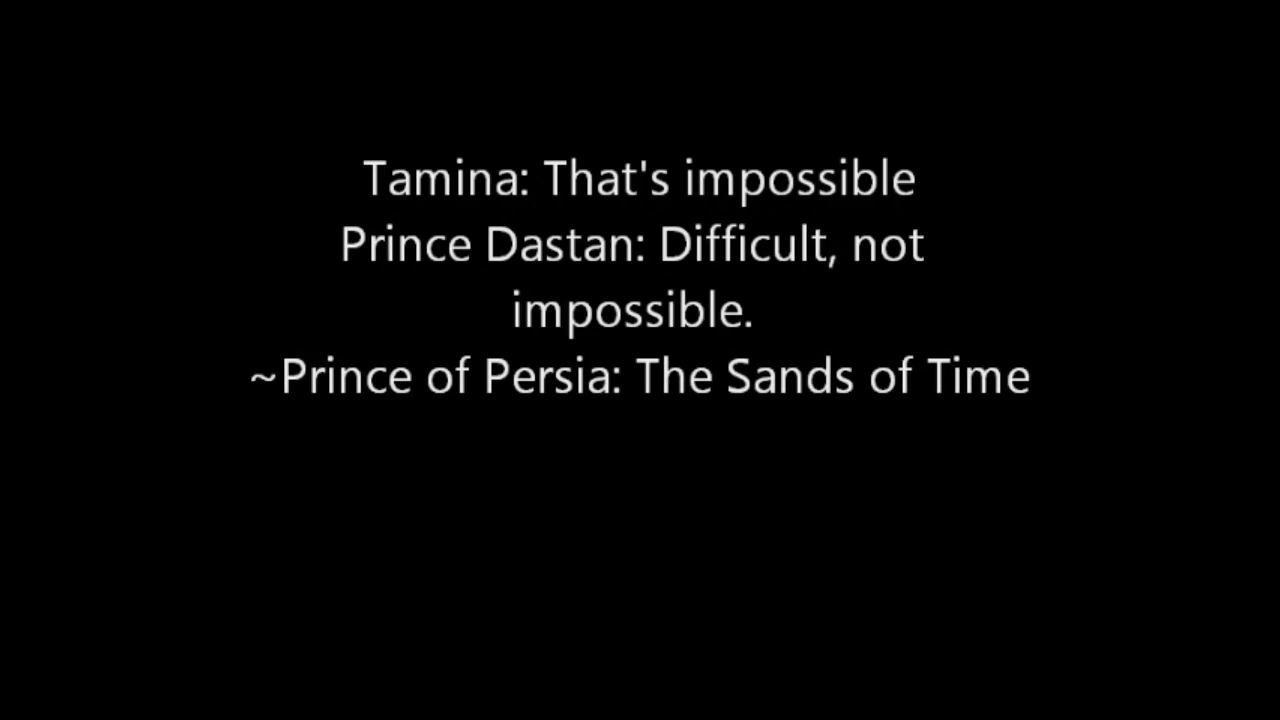 Tamina: That's impossible
Prince Dastan: Difficult, not
impossible.
~Prince of Persia: The Sands of Time